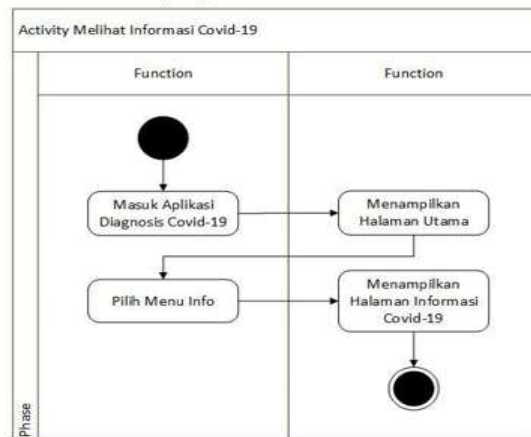 Activity Melihat Informasi Covid-19
Function
Function
Masuk Aplikasi
Diagnosis Covid-19
Menampilkan
Halaman Utama
Pilih Menu Info
Menampilkan
Halaman Informasi
Covid-19
Phase